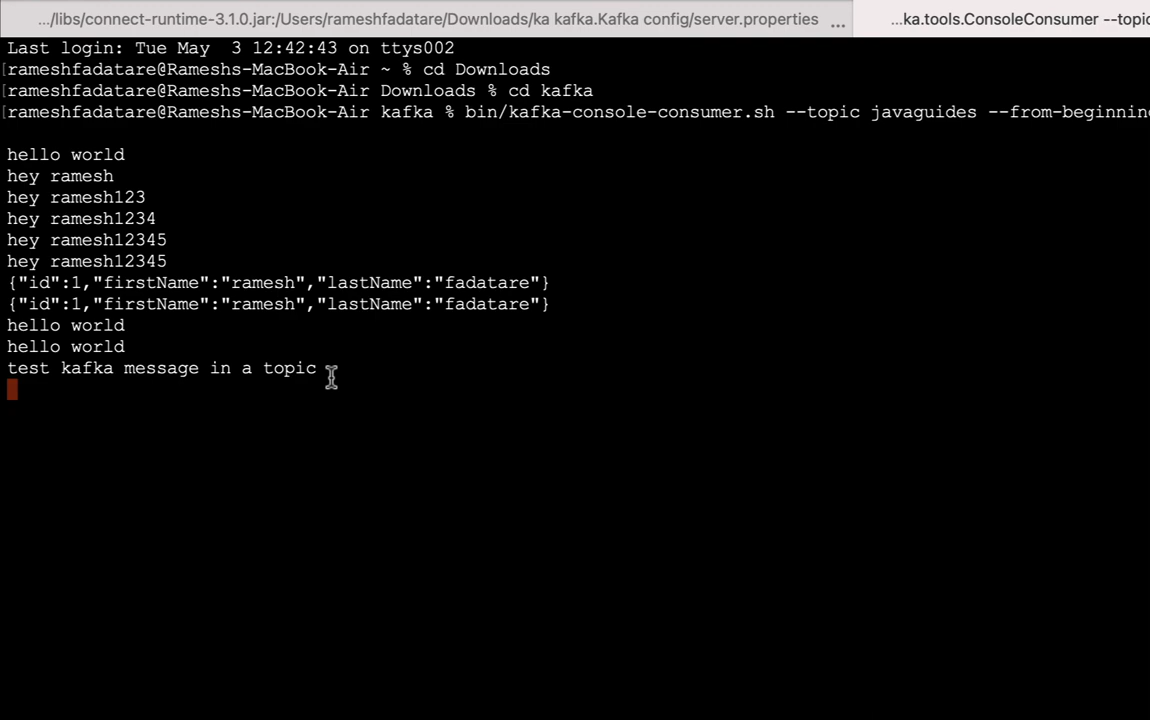 .../libs/connect-runtime-3.1.0.jar:/Users/rameshfadatare/Downloads/ka kafka.Kafka config/server.properties ... ...ka.tools.ConsoleConsumer --topic
Last login: Tue May  3 12:42:43 on ttys002
[rameshfadatare@Rameshs-MacBook-Air ~ % cd Downloads
[rameshfadatare@Rameshs-MacBook-Air Downloads % cd kafka
[rameshfadatare@Rameshs-MacBook-Air kafka % bin/kafka-console-consumer.sh --topic javaguides --from-beginning
hello world
hey ramesh
hey ramesh123
hey ramesh1234
hey ramesh12345
hey ramesh12345
{"id":1,"firstName":"ramesh","lastName":"fadatare"}
{"id":1,"firstName":"ramesh","lastName":"fadatare"}
hello world
hello world
test kafka message in a topic